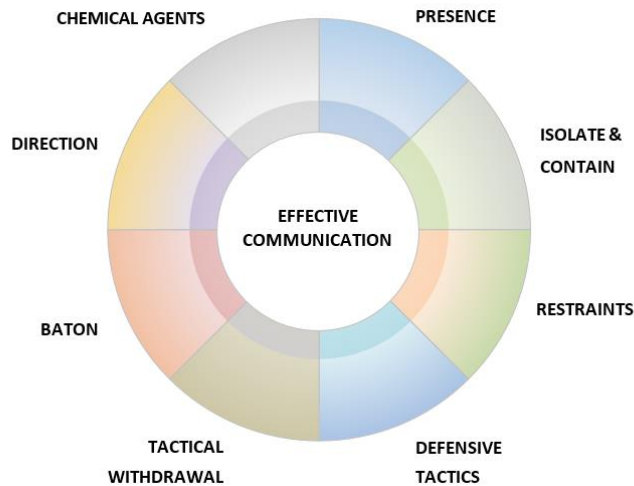 CHEMICAL AGENTS
PRESENCE
ISOLATE &
CONTAIN
DIRECTION
EFFECTIVE
COMMUNICATION
RESTRAINTS
BATON
TACTICAL
WITHDRAWAL
DEFENSIVE
TACTICS